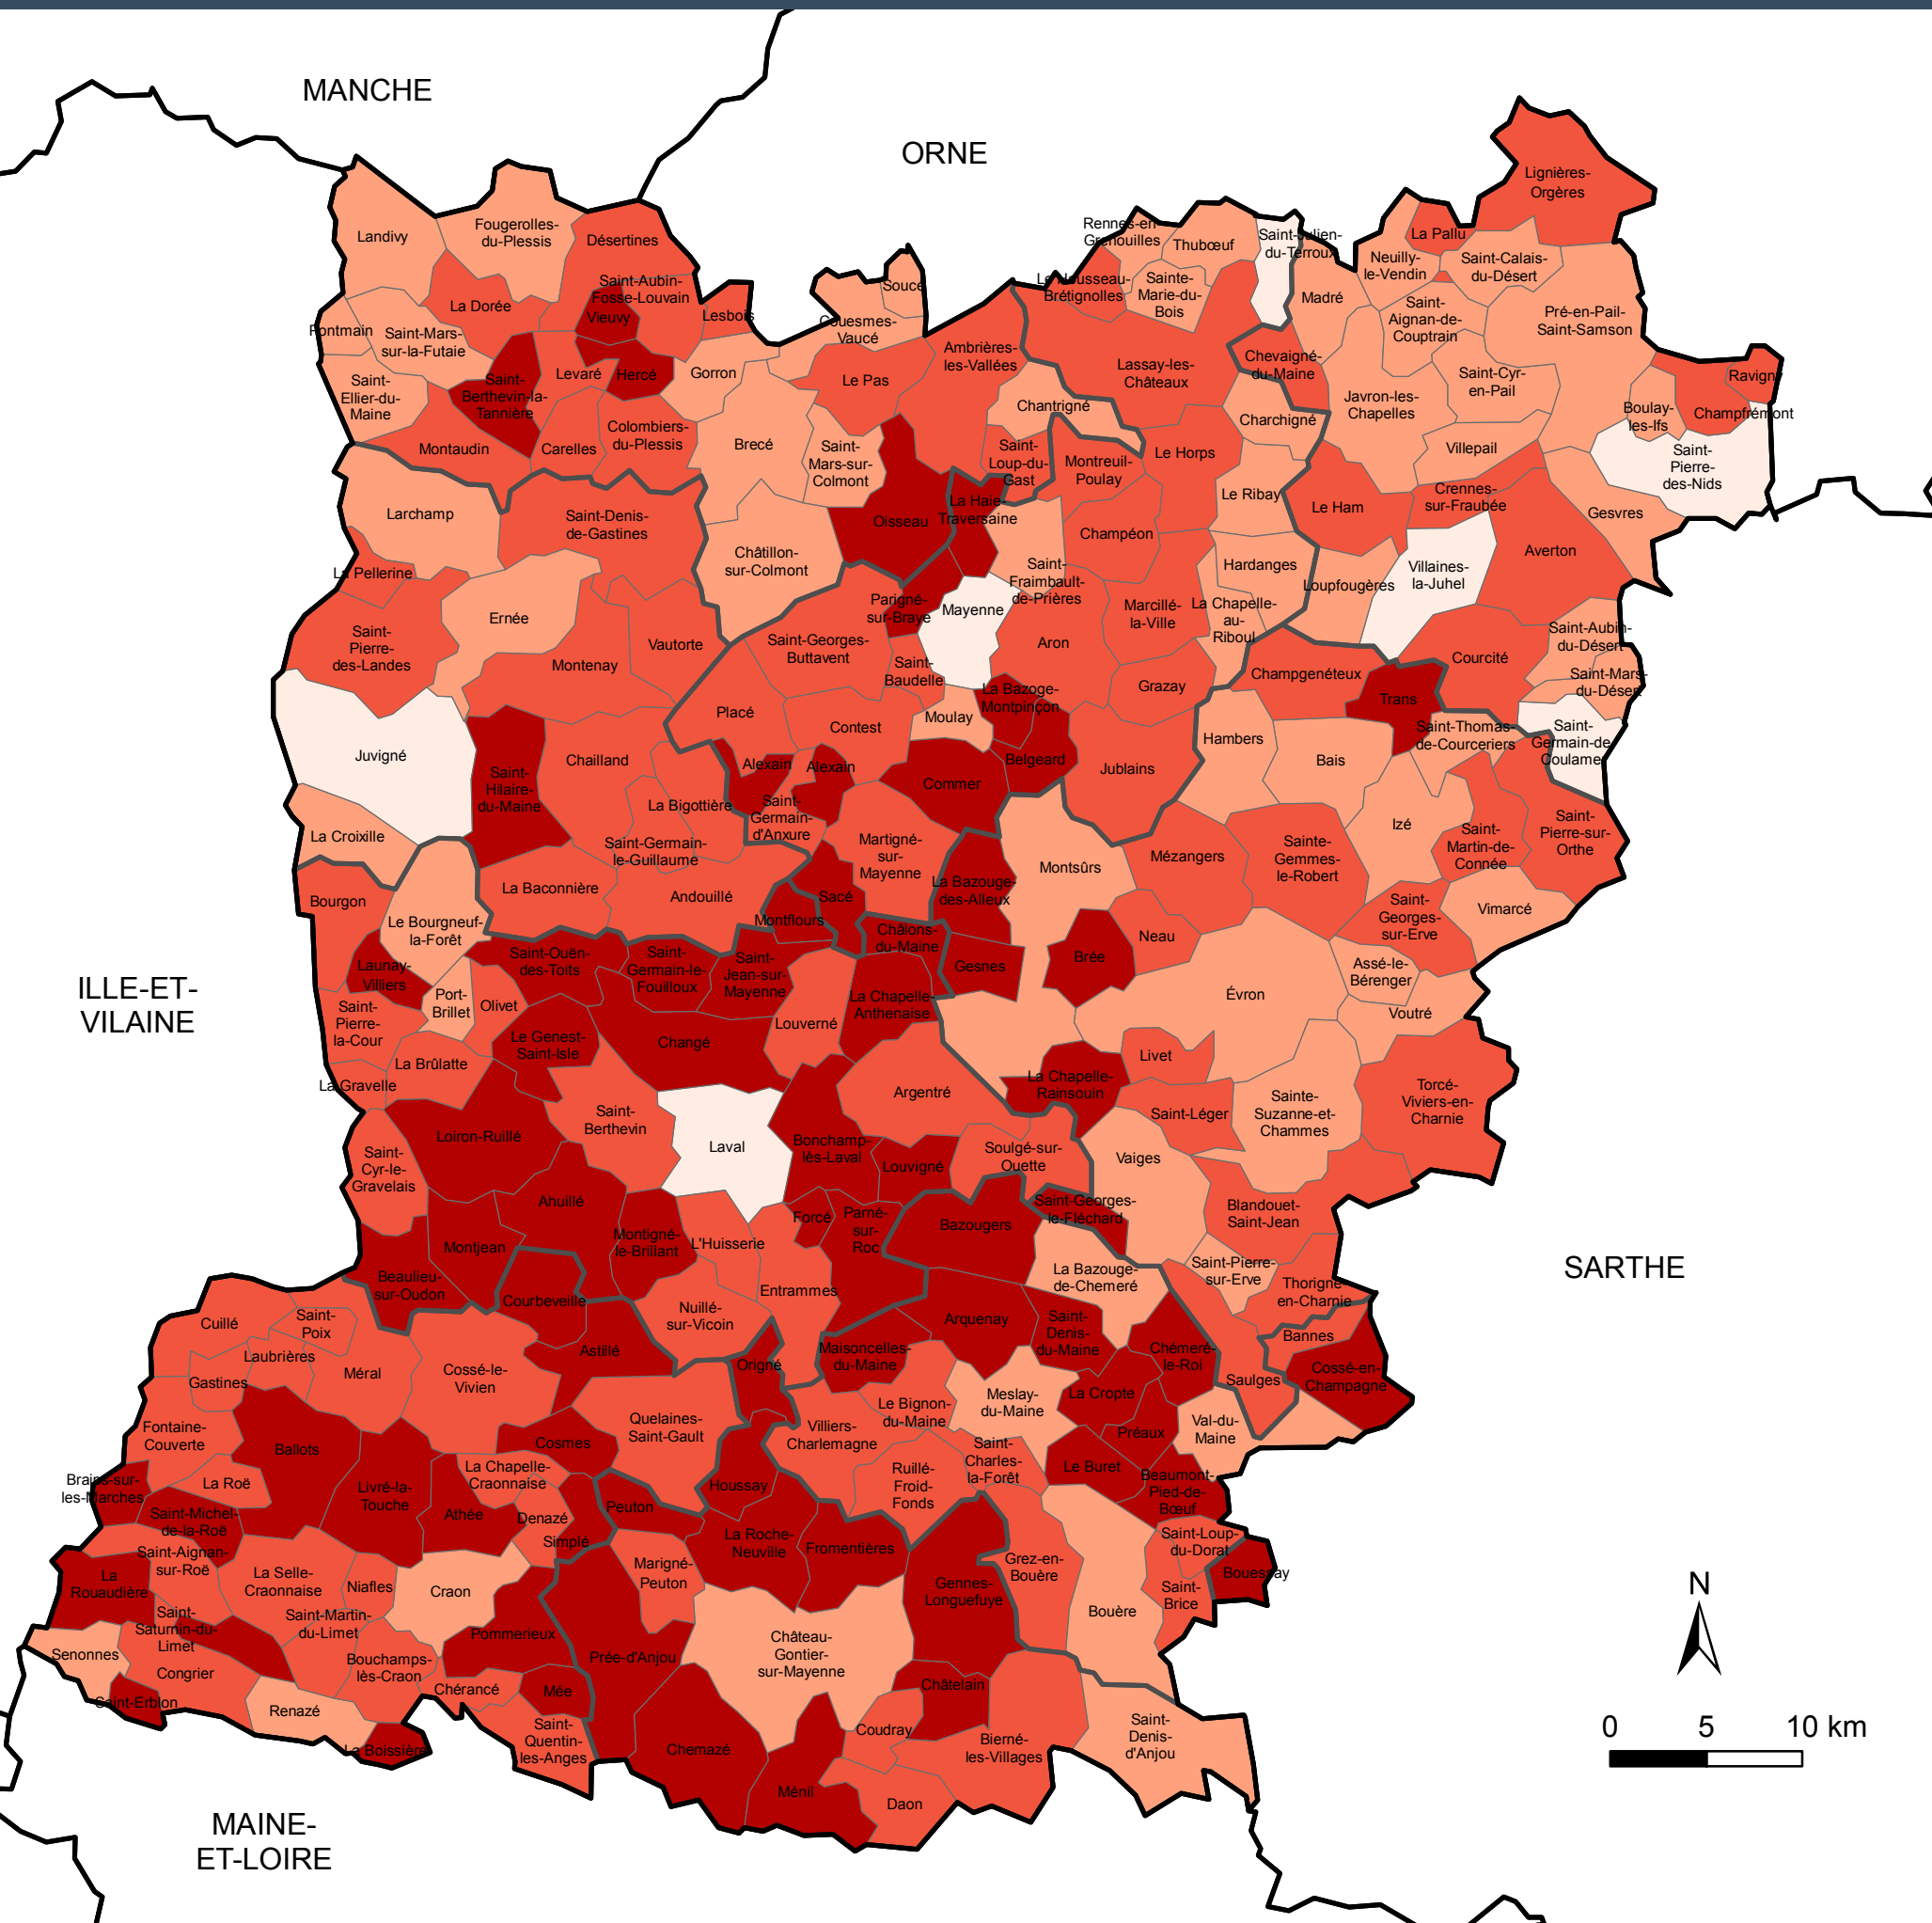 MANCHE
ORNE
ILLE-ET-
VILAINE
SARTHE
MAINE-
ET-LOIRE
N
0 5 10 km
Lignières-
Orgères
Landivy
Fougerolles-
du-Plessis
Désertines
Rennes-en-
Grenouilles
Thubœuf
Saint-Julien-
du-Terroux
La Pallu
Neuilly-
le-Vendin
Saint-Calais-
du-Désert
La Dorée
Saint-Aubin-
Fosse-Louvain
Vieuvy
Lesbois
Soucé
Couesmes-
Vaucé
Le Housseau-
Brétignolles
Sainte-
Marie-du-
Bois
Madré
Saint-
Aignan-de-
Couptrain
Pré-en-Pail-
Saint-Samson
Pontmain
Saint-Mars-
sur-la-Futaie
Saint-
Ellier-du-
Maine
Saint-
Berthevin-la-
Tannière
Levaré
Hercé
Gorron
Le Pas
Ambrières-
les-Vallées
Lassay-les-
Châteaux
Chevaigné-
du-Maine
Saint-Cyr-
en-Pail
Ravigny
Champfrémont
Boulay-
les-Ifs
Chantrigné
Charchigné
Javron-les-
Chapelles
Villepail
Saint-
Pierre-
des-Nids
Montaudin
Carelles
Colombiers-
du-Plessis
Brecé
Saint-
Mars-sur-
Colmont
Saint-
Loup-du-
Gast
Montreuil-
Poulay
Le Horps
Le Ribay
Le Ham
Crennes-
sur-Fraubée
Gesvres
Larchamp
Saint-Denis-
de-Gastines
Châtillon-
sur-Colmont
Oisseau
La Haie-
Traversaine
Saint-
Fraimbault-
de-Prières
Champéon
Hardanges
Loupfougères
Villaines-
la-Juhel
Averton
La Pellerine
Ernée
Parigné-
sur-Braye
Mayenne
Marcillé-
la-Ville
La Chapelle-
au-
Riboul
Saint-
Pierre-
des-Landes
Montenay
Vautorte
Saint-Georges-
Buttavent
Saint-
Baudelle
Aron
Grazay
Champgenéteux
Courcité
Saint-Aubin-
du-Désert
Saint-Mars-
du-Désert
Trans
Placé
Contest
Moulay
La Bazoge-
Montpinçon
Hambers
Bais
Saint-Thomas-
de-Courceriers
Saint-
Germain-de-
Coulamer
Juvigné
Saint-
Hilaire-
du-Maine
Chailland
Alexain
Alexain
Commer
Belgeard
Jublains
La Bigottière
Saint-
Germain-
d'Anxure
La Croixille
Saint-Germain-
le-Guillaume
Martigné-
sur-
Mayenne
Montsûrs
Mézangers
Sainte-
Gemmes-
le-Robert
Izé
Saint-
Martin-de-
Connée
Saint-
Pierre-sur-
Orthe
Bourgon
Le Bourgneuf-
la-Forêt
La Baconnière
Andouillé
Sacé
La Bazouge-
des-Alleux
Montflours
Châlons-
du-Maine
Neau
Saint-
Georges-
sur-Erve
Vimarcé
Launay-
Villiers
Saint-Ouën-
des-Toits
Saint-
Germain-le-
Fouilloux
Saint-
Jean-sur-
Mayenne
Gesnes
Brée
Évron
Assé-le-
Bérenger
Voutré
Saint-
Pierre-
la-Cour
Port-
Brillet
Olivet
Louverné
La Chapelle-
Anthenaise
Le Genest-
Saint-Isle
Changé
La Gravelle
La Brûlatte
Argentré
La Chapelle-
Rainsouin
Livet
Saint-Léger
Sainte-
Suzanne-et-
Chammes
Torcé-
Viviers-en-
Charnie
Saint-
Cyr-le-
Gravelais
Loiron-Ruillé
Saint-
Berthevin
Laval
Bonchamp-
lès-Laval
Louvigné
Soulgé-sur-
Ouette
Vaiges
Ahuillé
Blandouet-
Saint-Jean
Montjean
Montigné-
le-Brillant
L'Huisserie
Forcé
Parné-
sur-
Roc
Bazougers
Saint-Georges-
le-Fléchard
La Bazouge-
de-Chemeré
Saint-Pierre-
sur-Erve
Thorigné-
en-Charnie
Beaulieu-
sur-Oudon
Courbeveille
Nuillé-
sur-Vicoin
Entrammes
Arquenay
Saint-
Denis-
du-Maine
Chémeré-
le-Roi
Bannes
Cossé-en-
Champagne
Saulges
Cuillé
Saint-
Poix
Laubrières
Gastines
Méral
Cossé-le-
Vivien
Astillé
Origné
Maisoncelles-
du-Maine
Meslay-
du-Maine
La Cropte
Val-du-
Maine
Préaux
Fontaine-
Couverte
Ballots
Cosmes
Quelaines-
Saint-Gault
Villiers-
Charlemagne
Le Bignon-
du-Maine
Saint-
Charles-
la-Forêt
Le Buret
Beaumont-
Pied-de-
Bœuf
Brains-sur-
les-Marches
La Roë
Livré-la-
Touche
La Chapelle-
Craonnaise
Athée
Denazé
Peuton
Houssay
Ruillé-
Froid-
Fonds
Saint-Michel-
de-la-Roë
Simplé
La Roche-
Neuville
Fromentières
Saint-Loup-
du-Dorat
Bouessay
La
Rouaudière
Saint-Aignan-
sur-Roë
La Selle-
Craonnaise
Niafles
Craon
Marigné-
Peuton
Gennes-
Longuefuye
Grez-en-
Bouère
Bouère
Saint-
Brice
Saint-
Saturnin-du-
Limet
Saint-Martin-
du-Limet
Pommerieux
Prée-d'Anjou
Château-
Gontier-
sur-Mayenne
Senonnes
Congrier
Bouchamps-
lès-Craon
Chérancé
Mée
Châtelain
Saint-Erblon
Renazé
La Boissière
Saint-
Quentin-
les-Anges
Chemazé
Coudray
Bierné-
les-Villages
Saint-
Denis-
d'Anjou
Ménil
Daon